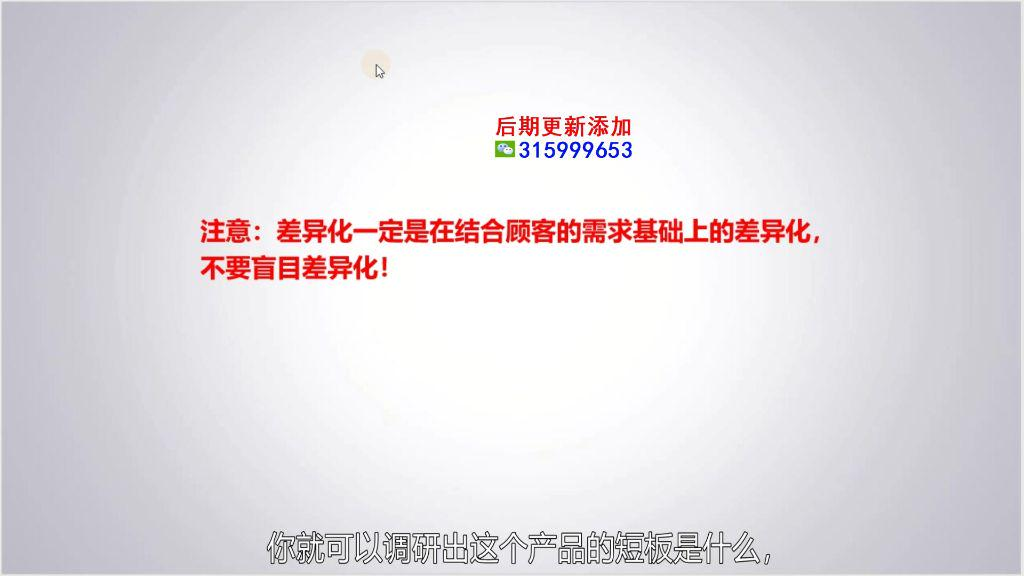 后期更新添加
315999653
注意：差异化一定是在结合顾客的需求基础上的差异化，
不要盲目差异化！
你就可以调研出这个产品的短板是什么，